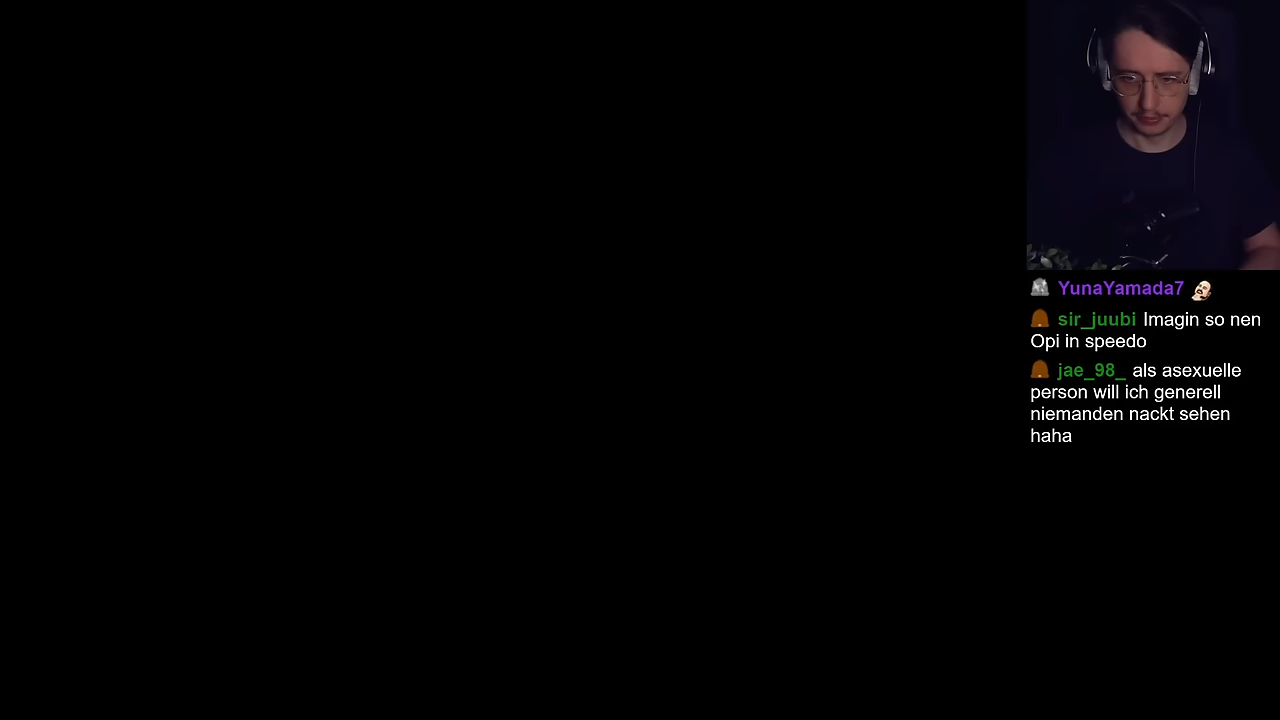 YunaYamada7
sir_juubi Imagin so nen
Opi in speedo
jae_98_ als asexuelle
person will ich generell
niemanden nackt sehen
haha